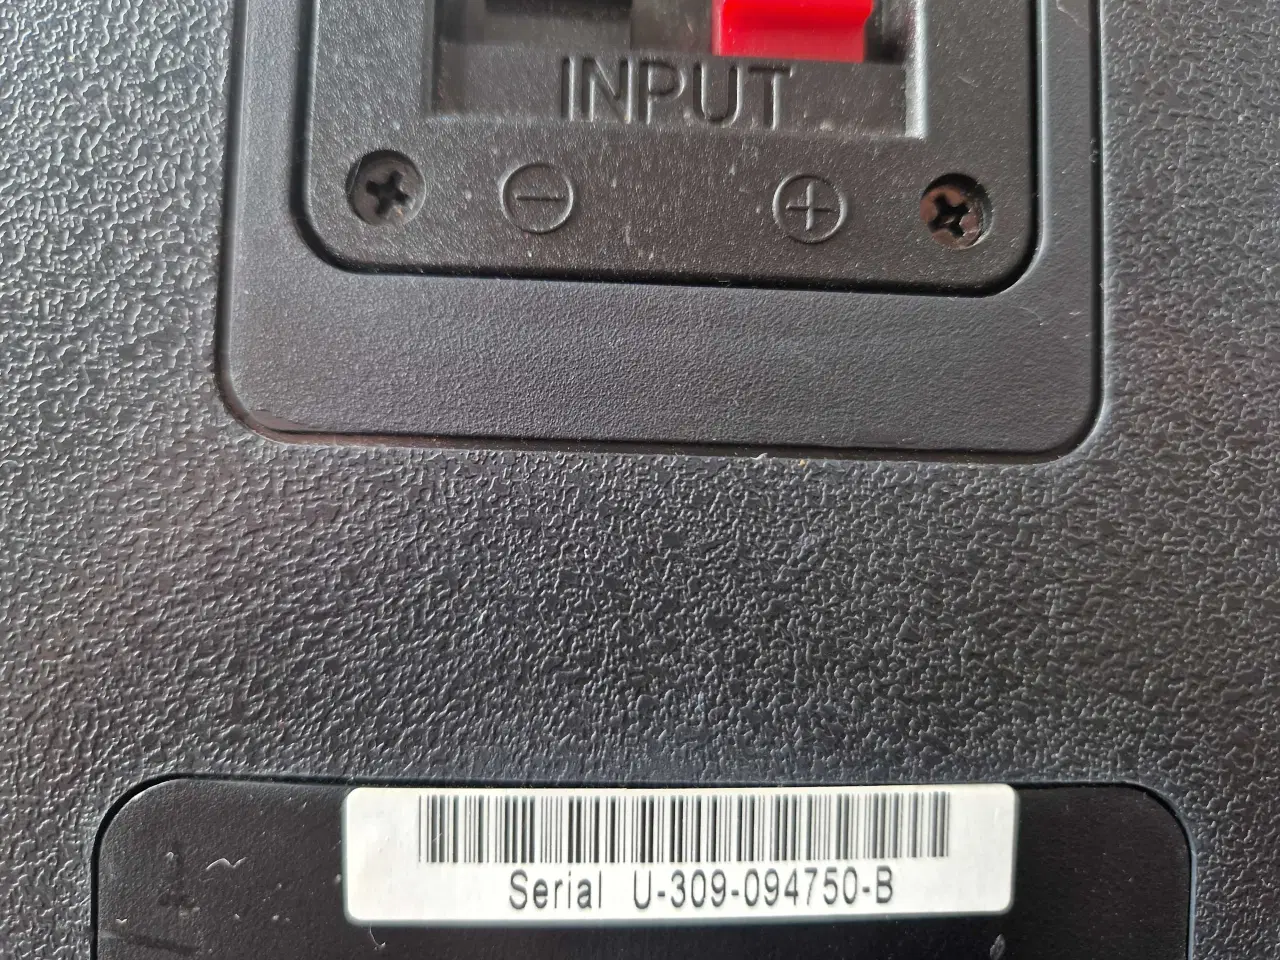 INPUT
- +
Serial U-309-094750-B